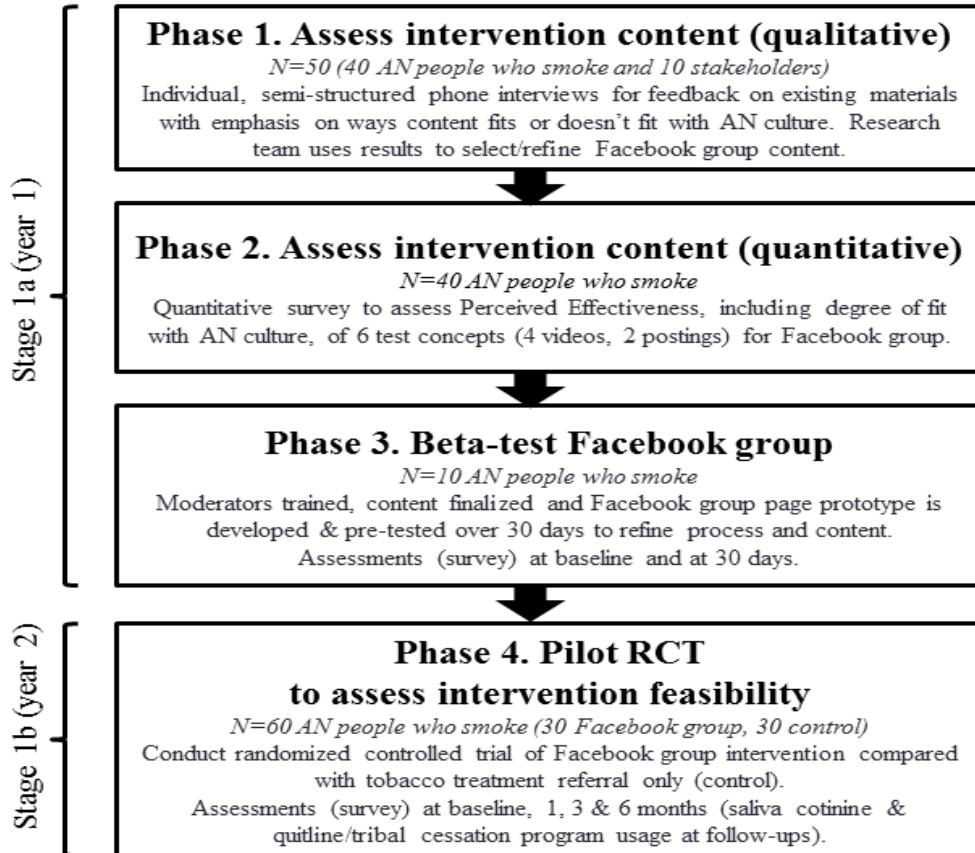 Stage 1a (year 1)
Phase 1. Assess intervention content (qualitative)
N=50 (40 AN people who smoke and 10 stakeholders)
Individual, semi-structured phone interviews for feedback on existing materials
with emphasis on ways content fits or doesn't fit with AN culture. Research
team uses results to select/refine Facebook group content.
Phase 2. Assess intervention content (quantitative)
N=40 AN people who smoke
Quantitative survey to assess Perceived Effectiveness, including degree of fit
with AN culture, of 6 test concepts (4 videos, 2 postings) for Facebook group.
Phase 3. Beta-test Facebook group
N=10 AN people who smoke
Moderators trained, content finalized and Facebook group page prototype is
developed & pre-tested over 30 days to refine process and content.
Assessments (survey) at baseline and at 30 days.
Stage 1b (year 2)
Phase 4. Pilot RCT
to assess intervention feasibility
N=60 AN people who smoke (30 Facebook group, 30 control)
Conduct randomized controlled trial of Facebook group intervention compared
with tobacco treatment referral only (control).
Assessments (survey) at baseline, 1, 3 & 6 months (saliva cotinine &
quitline/tribal cessation program usage at follow-ups).